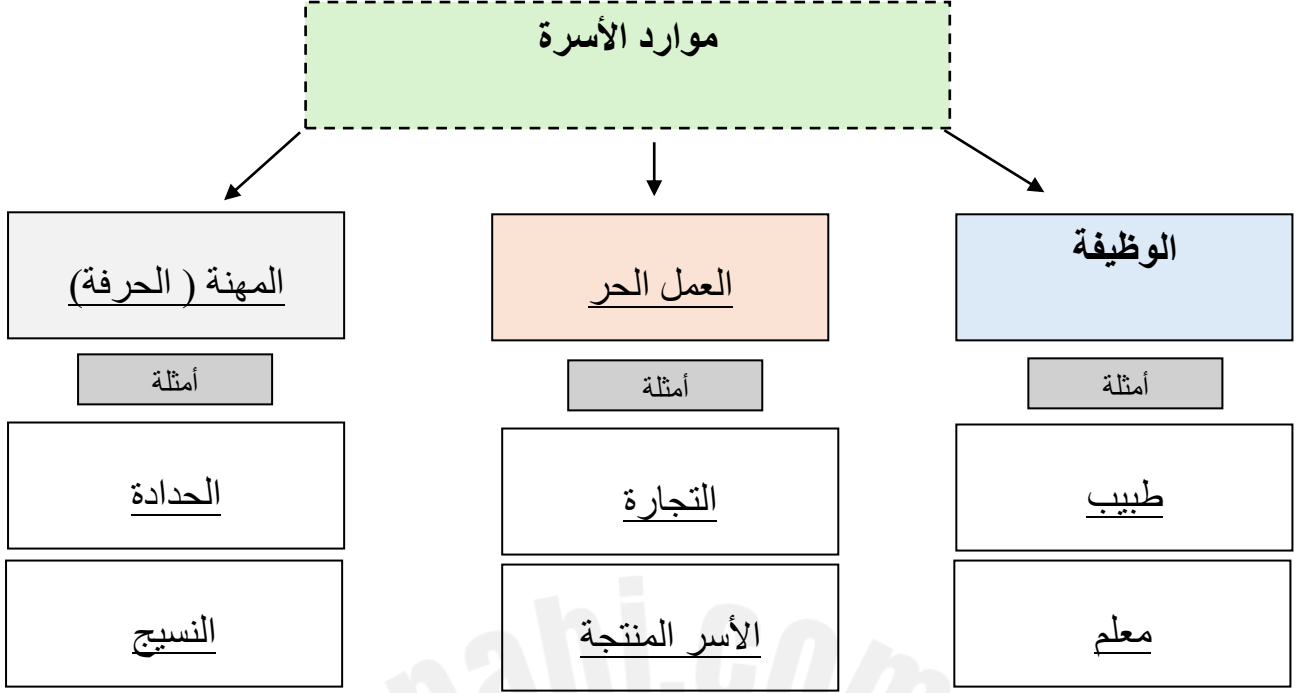 موارد الأسرة
الوظيفة
العمل الحر
المهنة ( الحرفة)
أمثلة
أمثلة
أمثلة
طبيب
التجارة
الحدادة
معلم
الأسر المنتجة
النسيج